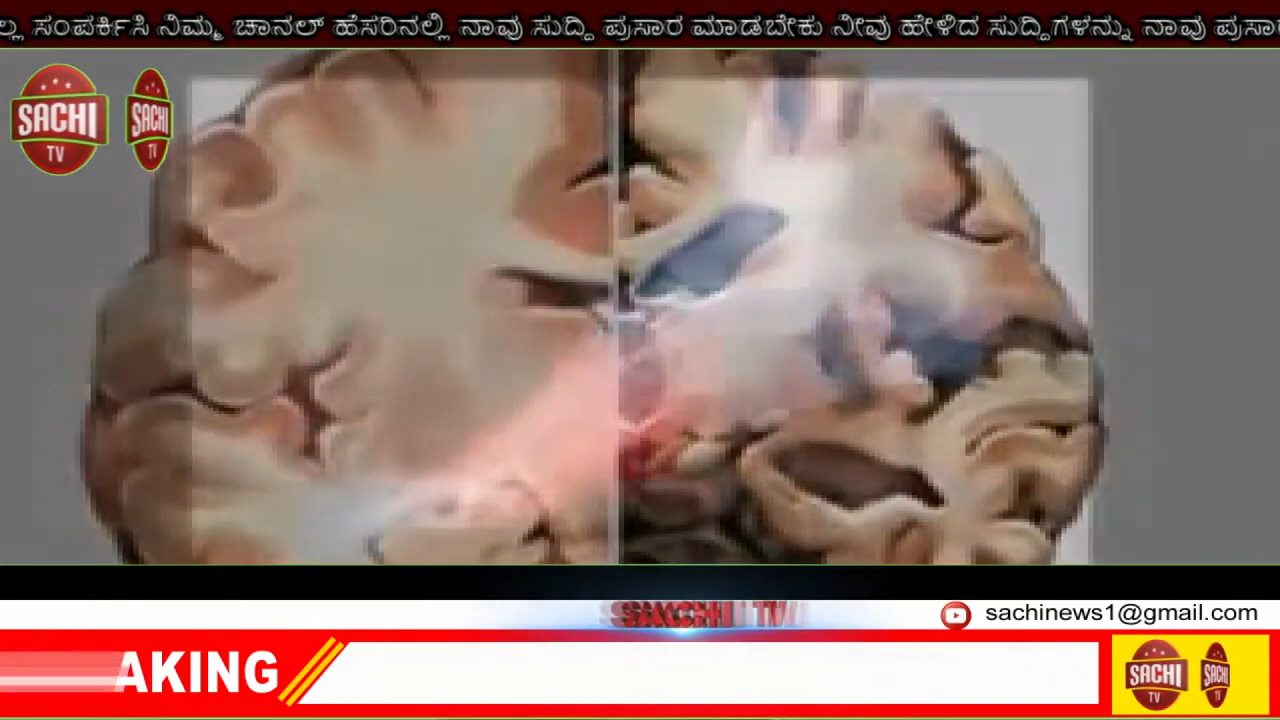 ಸಂಪರ್ಕಿಸಿ ನಿಮ್ಮ ಚಾನಲ್ ಹೆಸರಿನಲ್ಲಿ ನಾವು ಸುದ್ದಿ ಪ್ರಸಾರ ಮಾಡಬೇಕು ನೀವು ಹೇಳಿದ ಸುದ್ದಿಗಳನ್ನು ನಾವು
SACHI TV
SACHI TV
SACHI TV
sachinews1@gmail.com
AKING
SACHI TV
SACHI TV